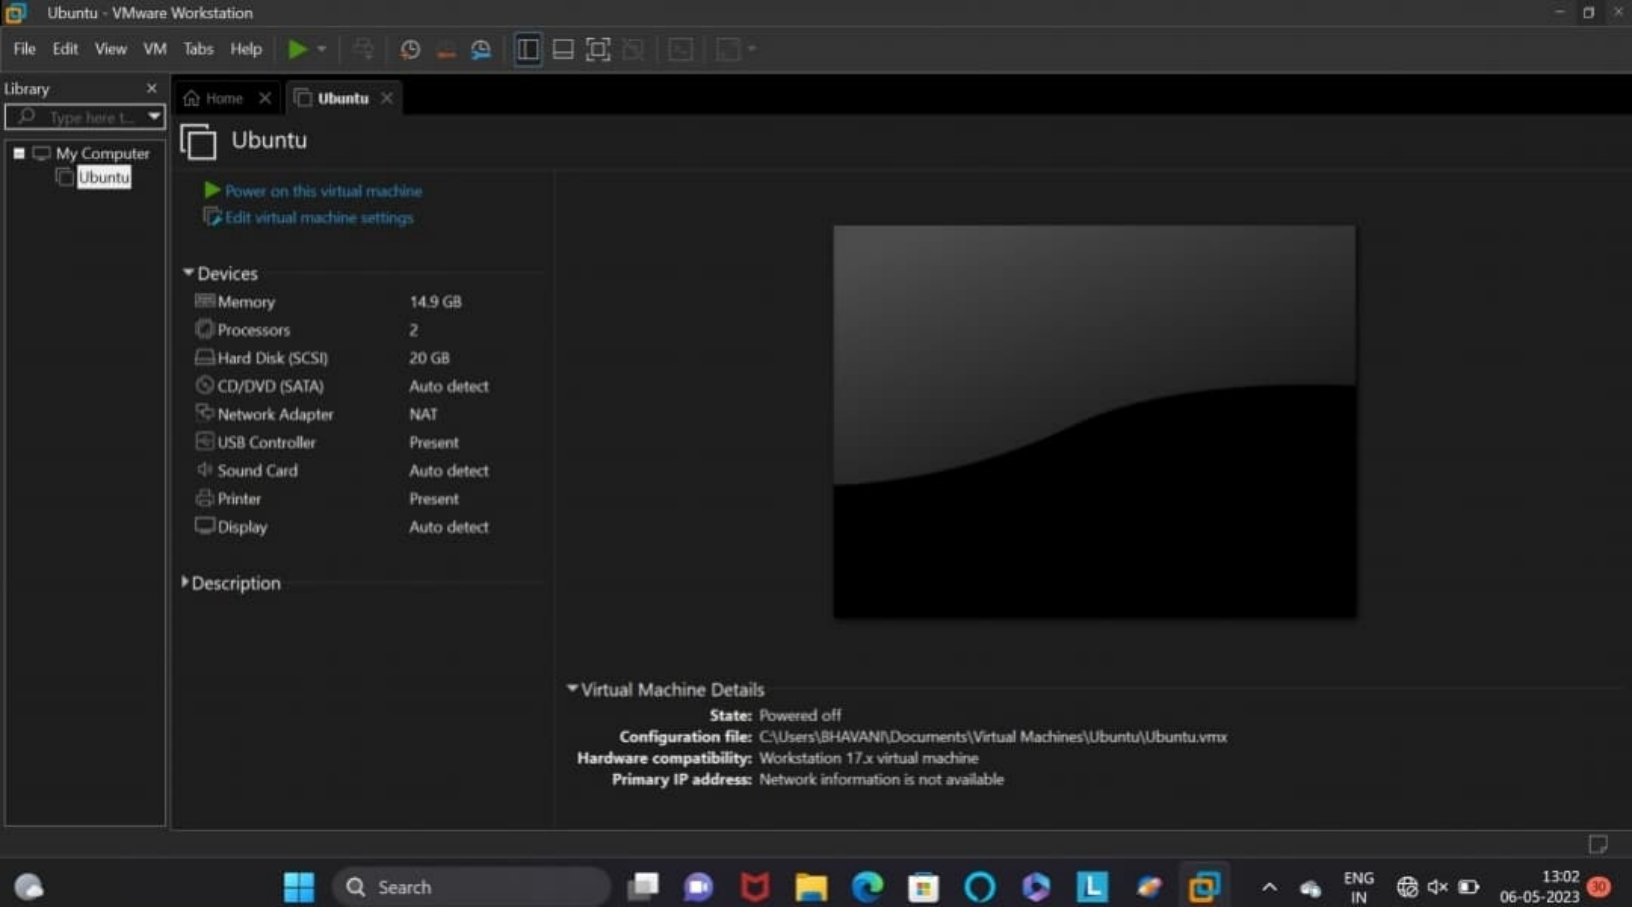 Ubuntu - VMware Workstation
File Edit View VM Tabs Help
Library
Type here t...
My Computer
Ubuntu
Home
Ubuntu
Ubuntu
Power on this virtual machine
Edit virtual machine settings
Devices
Memory 14.9 GB
Processors 2
Hard Disk (SCSI) 20 GB
CD/DVD (SATA) Auto detect
Network Adapter NAT
USB Controller Present
Sound Card Auto detect
Printer Present
Display Auto detect
Description
Virtual Machine Details
State: Powered off
Configuration file: C:\Users\BHAVANI\Documents\Virtual Machines\Ubuntu\Ubuntu.vmx
Hardware compatibility: Workstation 17.x virtual machine
Primary IP address: Network information is not available
Search
L
ENG
IN
13:02
06-05-2023
30